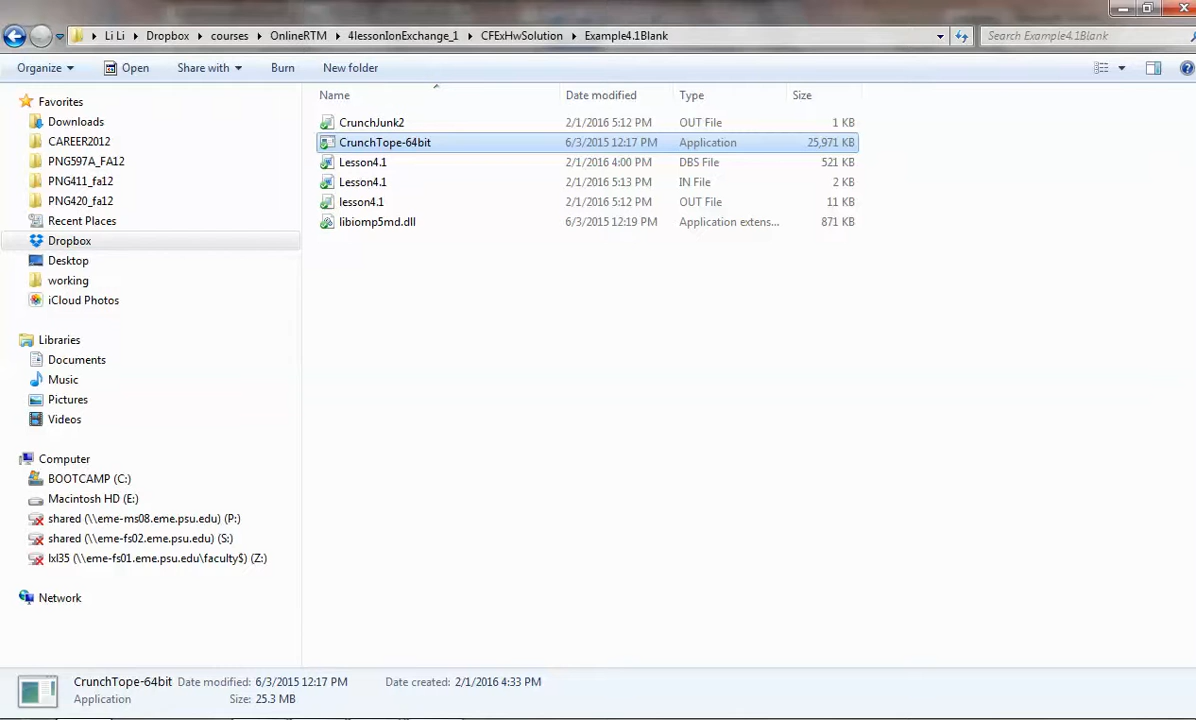 Li Li Dropbox courses OnlineRTM 4lessonIonExchange_1 CFExHwSolution Example4.1Blank Search Example4.1Blank
Organize Open Share with Burn New folder
Favorites
Downloads
CAREER2012
PNG597A_FA12
PNG411_fa12
PNG420_fa12
Recent Places
Dropbox
Desktop
working
iCloud Photos
Libraries
Documents
Music
Pictures
Videos
Computer
BOOTCAMP (C:)
Macintosh HD (E:)
shared (\\eme-ms08.eme.psu.edu) (P:)
shared (\\eme-fs02.eme.psu.edu) (S:)
lxl35 (\\eme-fs01.eme.psu.edu\faculty$) (Z:)
Network
Name Date modified Type Size
CrunchJunk2 2/1/2016 5:12 PM OUT File 1 KB
CrunchTope-64bit 6/3/2015 12:17 PM Application 25,971 KB
Lesson4.1 2/1/2016 4:00 PM DBS File 521 KB
Lesson4.1 2/1/2016 5:13 PM IN File 2 KB
lesson4.1 2/1/2016 5:12 PM OUT File 11 KB
libiomp5md.dll 6/3/2015 12:19 PM Application extens... 871 KB
CrunchTope-64bit Date modified: 6/3/2015 12:17 PM Date created: 2/1/2016 4:33 PM
Application Size: 25.3 MB